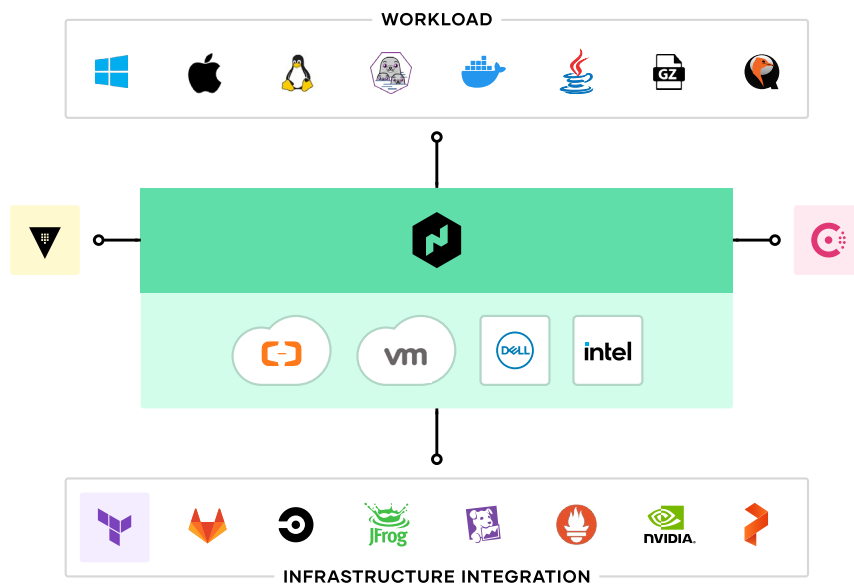 WORKLOAD
GZ
vm
DELL
intel
JFrog
NVIDIA.
INFRASTRUCTURE INTEGRATION